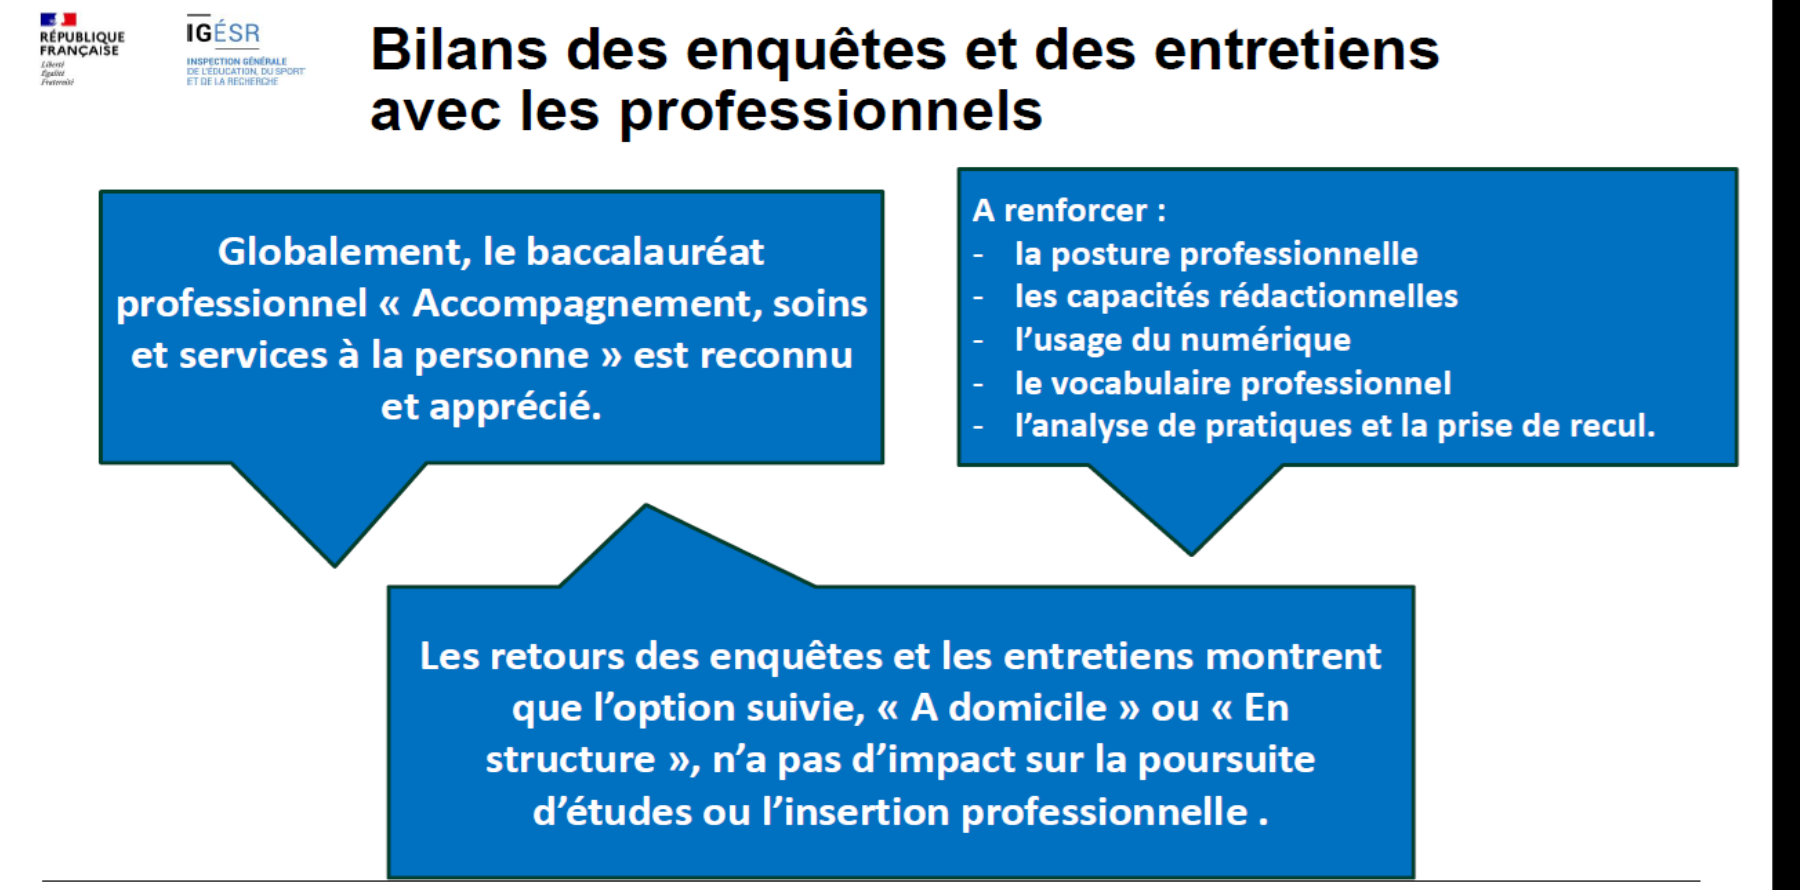 RÉPUBLIQUE
FRANÇAISE
Liberté
Égalité
Fraternité
IGÉSR
INSPECTION GÉNÉRALE
DE L'ÉDUCATION, DU SPORT
ET DE LA RECHERCHE
Bilans des enquêtes et des entretiens
avec les professionnels
Globalement, le baccalauréat
professionnel « Accompagnement, soins
et services à la personne » est reconnu
et apprécié.
A renforcer :
- la posture professionnelle
- les capacités rédactionnelles
- l’usage du numérique
- le vocabulaire professionnel
- l’analyse de pratiques et la prise de recul.
Les retours des enquêtes et les entretiens montrent
que l’option suivie, « A domicile » ou « En
structure », n’a pas d’impact sur la poursuite
d’études ou l’insertion professionnelle .